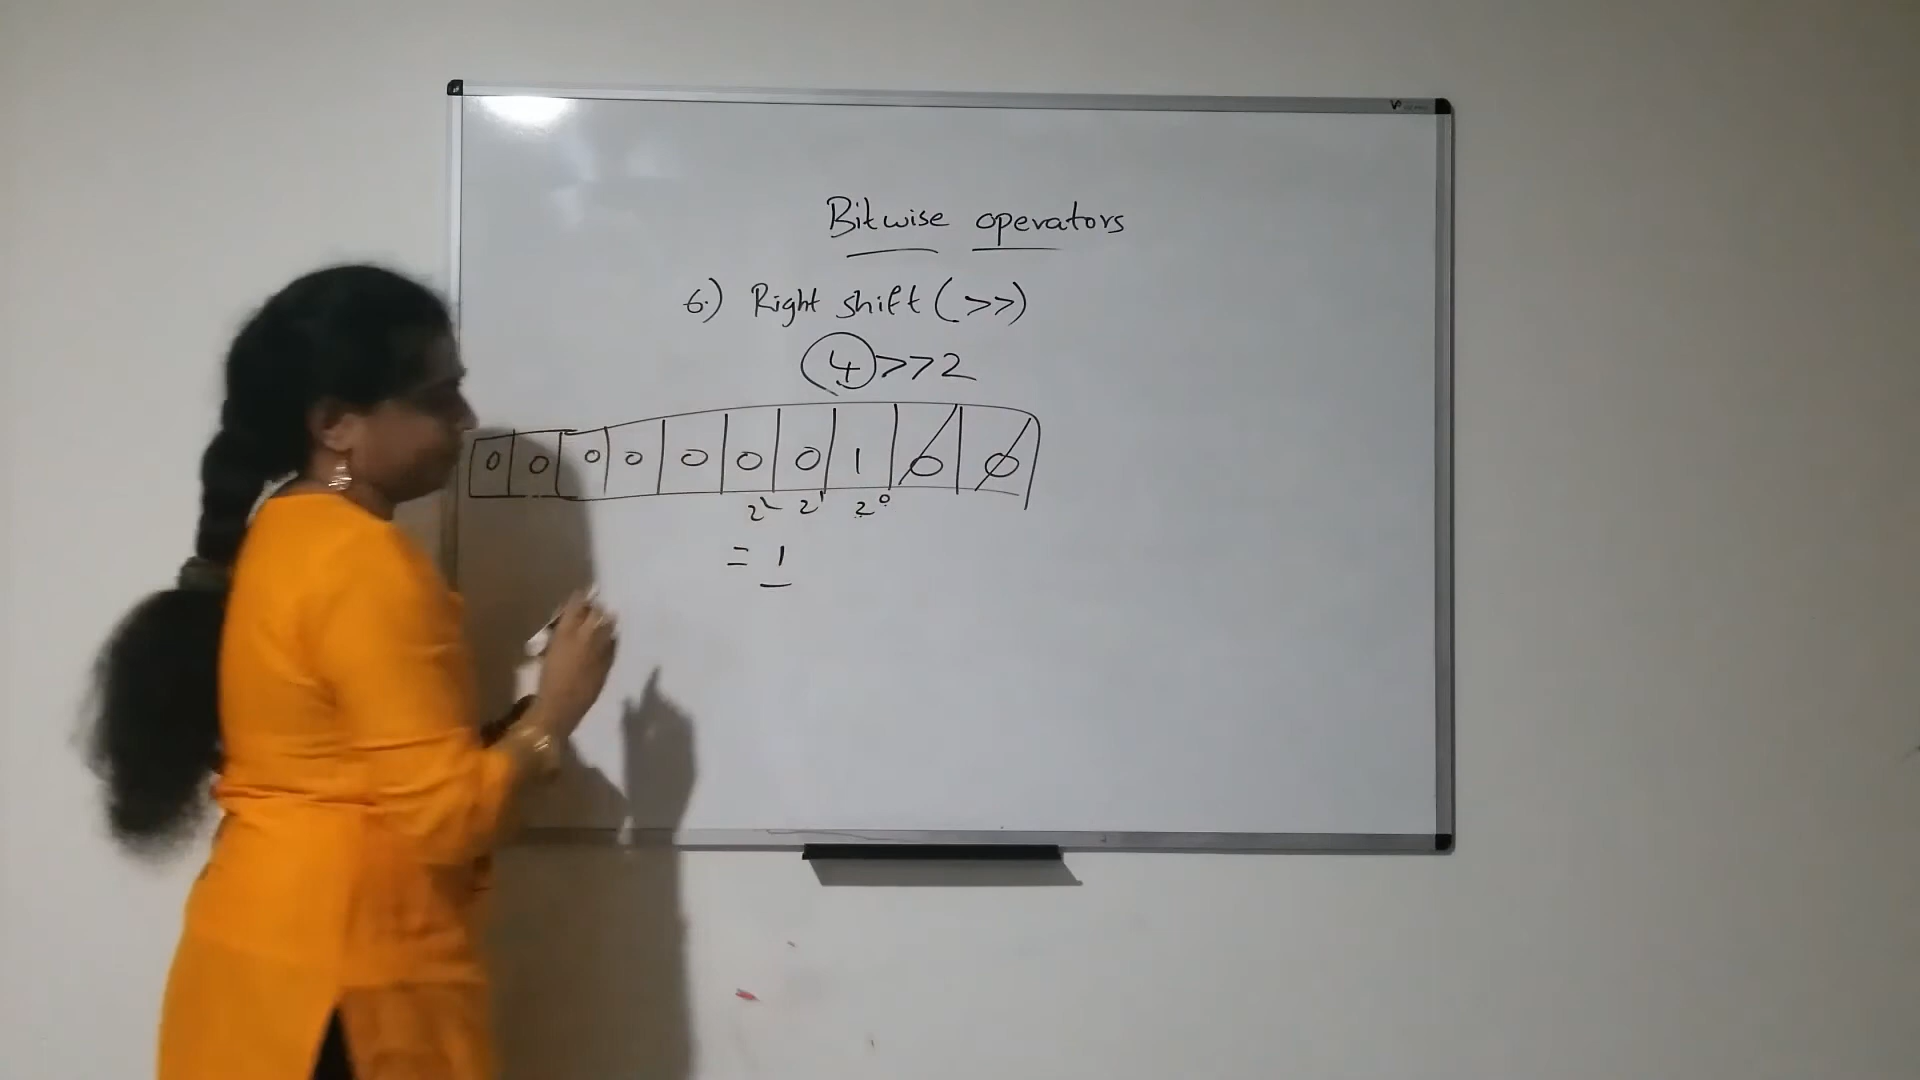 Bitwise operators
6.) Right shift (>>)
4>>2
0 0 0 0 0 0 0 1 0 0
2² 2¹ 2⁰
= 1